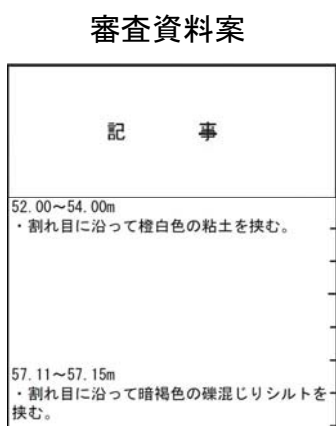 審査資料案
記 事
52.00～54.00m
・割れ目に沿って橙白色の粘土を挟む。
57.11～57.15m
・割れ目に沿って暗褐色の礫混じりシルトを
挟む。